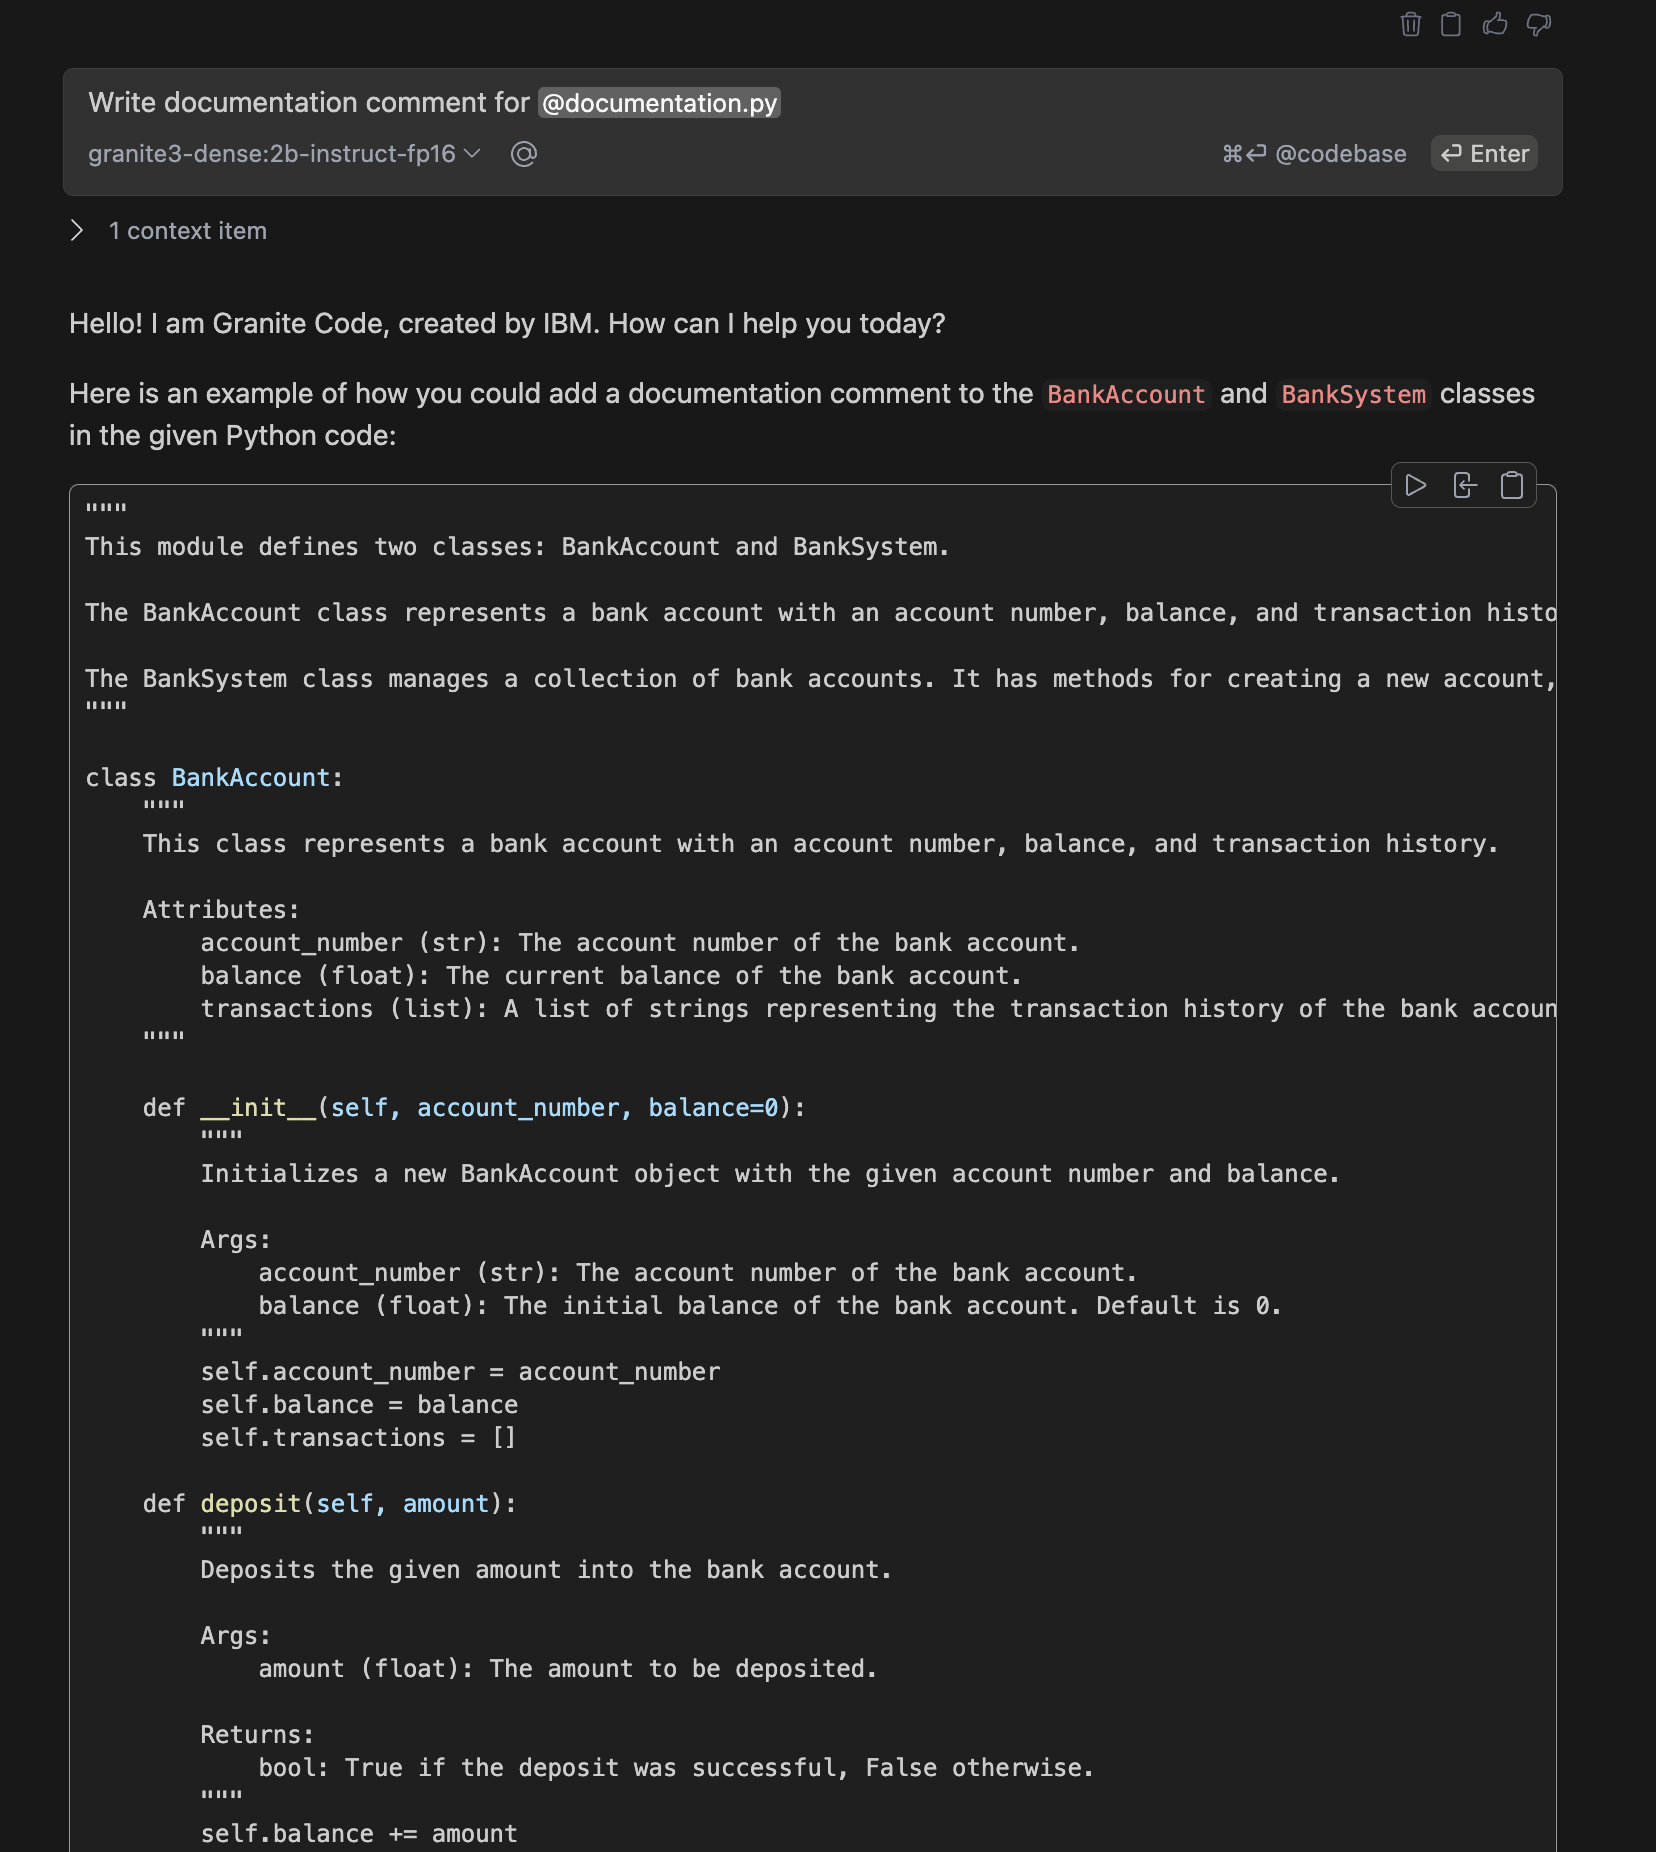 Write documentation comment for @documentation.py
granite3-dense:2b-instruct-fp16 @ ⌘⏎ @codebase ⏎ Enter
1 context item
Hello! I am Granite Code, created by IBM. How can I help you today?
Here is an example of how you could add a documentation comment to the BankAccount and BankSystem classes
in the given Python code:
"""
This module defines two classes: BankAccount and BankSystem.
The BankAccount class represents a bank account with an account number, balance, and transaction histo
The BankSystem class manages a collection of bank accounts. It has methods for creating a new account,
"""
class BankAccount:
    """
    This class represents a bank account with an account number, balance, and transaction history.
    Attributes:
        account_number (str): The account number of the bank account.
        balance (float): The current balance of the bank account.
        transactions (list): A list of strings representing the transaction history of the bank accoun
    """
    def __init__(self, account_number, balance=0):
        """
        Initializes a new BankAccount object with the given account number and balance.
        Args:
            account_number (str): The account number of the bank account.
            balance (float): The initial balance of the bank account. Default is 0.
        """
        self.account_number = account_number
        self.balance = balance
        self.transactions = []
    def deposit(self, amount):
        """
        Deposits the given amount into the bank account.
        Args:
            amount (float): The amount to be deposited.
        Returns:
            bool: True if the deposit was successful, False otherwise.
        """
        self.balance += amount